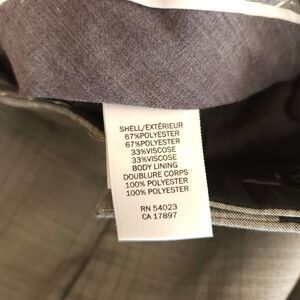 SHELL/EXTÉRIEUR
67%POLYESTER
67%POLYESTER
33%VISCOSE
33%VISCOSE
BODY LINING
DOUBLURE CORPS
100% POLYESTER
100% POLYESTER
RN 54023
CA 17897